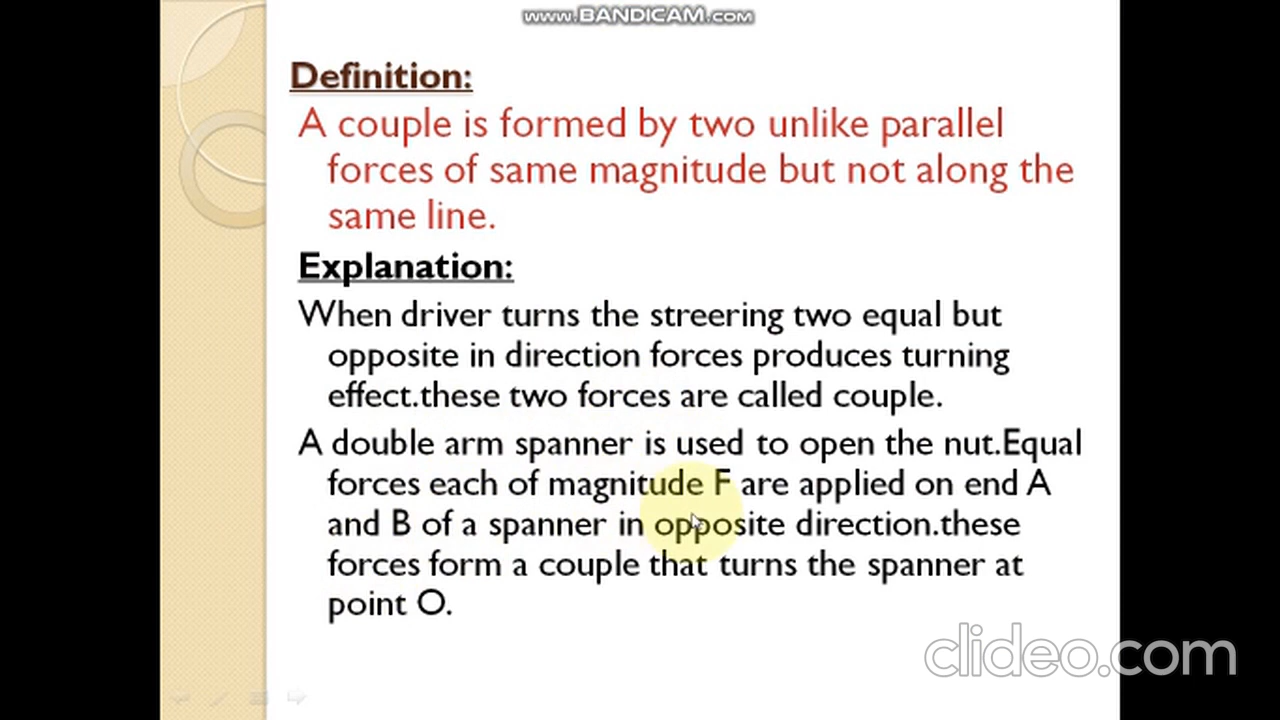 www.BANDICAM.com
Definition:
A couple is formed by two unlike parallel
forces of same magnitude but not along the
same line.
Explanation:
When driver turns the streering two equal but
opposite in direction forces produces turning
effect.these two forces are called couple.
A double arm spanner is used to open the nut.Equal
forces each of magnitude F are applied on end A
and B of a spanner in opposite direction.these
forces form a couple that turns the spanner at
point O.
clideo.com